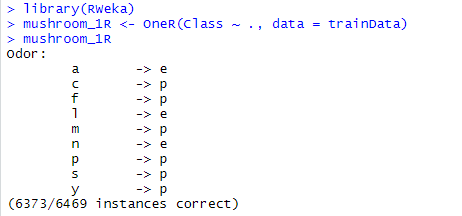 > library(RWeka)
> mushroom_1R <- OneR(Class ~ ., data = trainData)
> mushroom_1R
Odor:
a -> e
c -> p
f -> p
l -> e
m -> p
n -> e
p -> p
s -> p
y -> p
(6373/6469 instances correct)